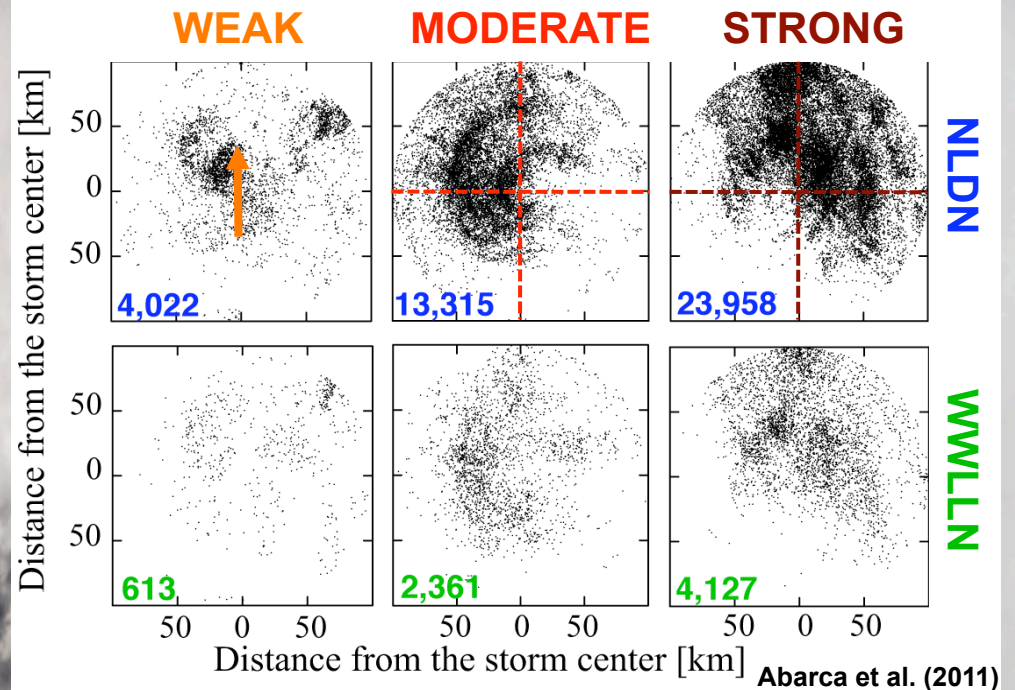 WEAK MODERATE STRONG
Distance from the storm center [km]
50
0
50
4,022
13,315
23,958
NLDN
50
0
50
613
2,361
4,127
WWLLN
50 0 50 50 0 50 50 0 50
Distance from the storm center [km]
Abarca et al. (2011)